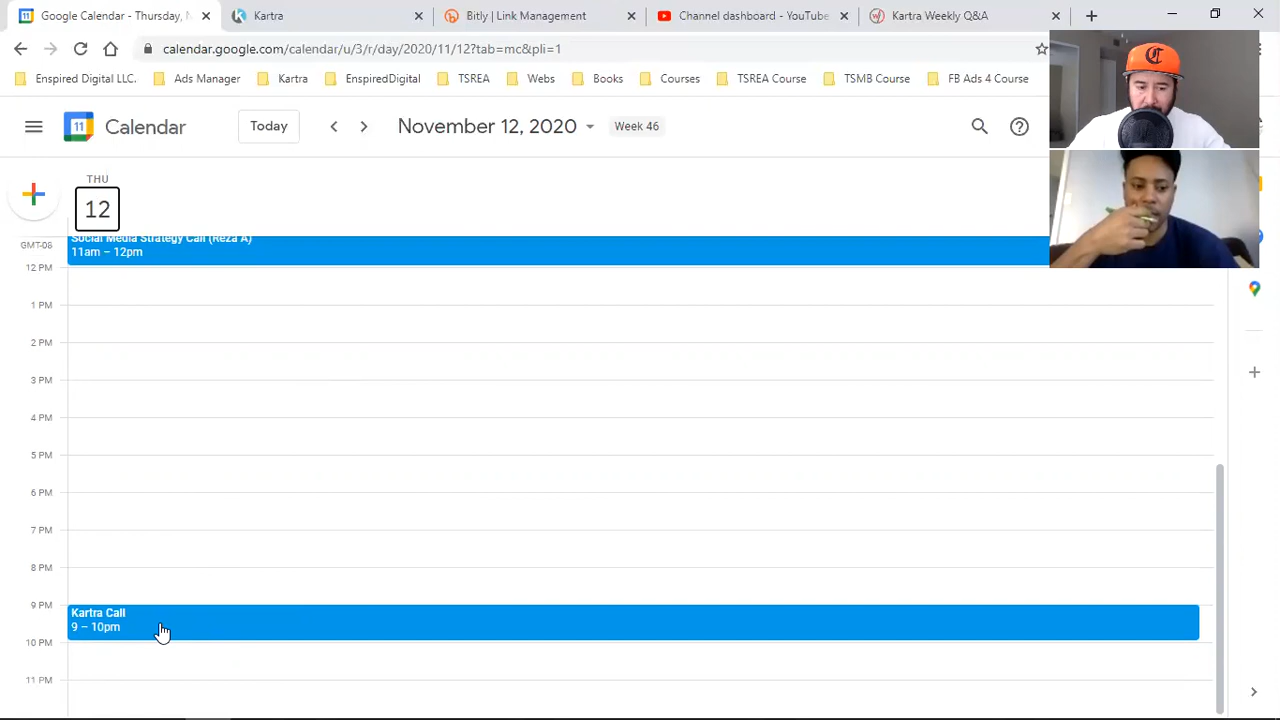 Google Calendar - Thursday, N
Kartra
Bitly | Link Management
Channel dashboard - YouTube
Kartra Weekly Q&A
calendar.google.com/calendar/u/3/r/day/2020/11/12?tab=mc&pli=1
Enspired Digital LLC.
Ads Manager
Kartra
EnspiredDigital
TSREA
Webs
Books
Courses
TSREA Course
TSMB Course
FB Ads 4 Course
11
Calendar
Today
November 12, 2020
Week 46
THU
12
GMT-08
Social Media Strategy Call (Reza A)
11am – 12pm
12 PM
1 PM
2 PM
3 PM
4 PM
5 PM
6 PM
7 PM
8 PM
9 PM
Kartra Call
9 – 10pm
10 PM
11 PM